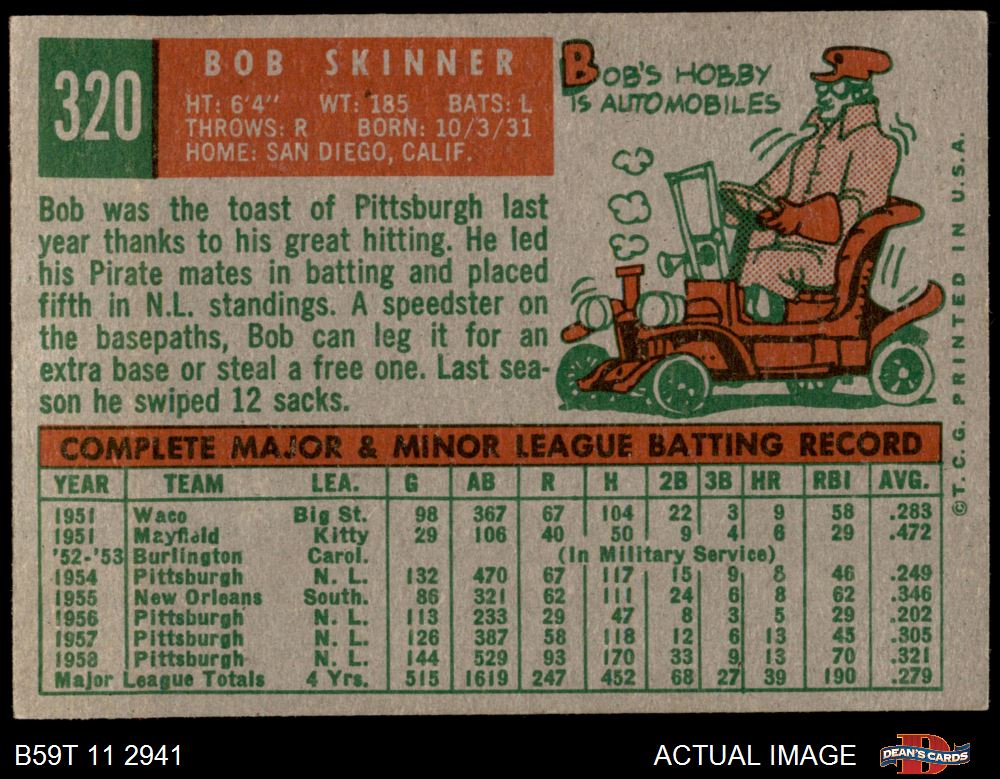 320
BOB SKINNER
HT: 6'4" WT: 185 BATS: L
THROWS: R BORN: 10/3/31
HOME: SAN DIEGO, CALIF.
BOB'S HOBBY
IS AUTOMOBILES
Bob was the toast of Pittsburgh last
year thanks to his great hitting. He led
his Pirate mates in batting and placed
fifth in N.L. standings. A speedster on
the basepaths, Bob can leg it for an
extra base or steal a free one. Last sea-
son he swiped 12 sacks.
©T. C. G. PRINTED IN U.S.A.
COMPLETE MAJOR & MINOR LEAGUE BATTING RECORD
YEAR TEAM LEA. G AB R H 2B 3B HR RBI AVG.
1951 Waco Big St. 98 367 67 104 22 3 9 58 .283
1951 Mayfield Kitty 29 106 40 50 9 4 6 29 .472
'52-'53 Burlington Carol. (In Military Service)
1954 Pittsburgh N. L. 132 470 67 117 15 9 8 46 .249
1955 New Orleans South. 86 321 62 111 24 6 8 62 .346
1956 Pittsburgh N. L. 113 233 29 47 8 3 5 29 .202
1957 Pittsburgh N. L. 126 387 58 118 12 6 13 45 .305
1958 Pittsburgh N. L. 144 529 93 170 33 9 13 70 .321
Major League Totals 4 Yrs. 515 1619 247 452 68 27 39 190 .279
B59T 11 2941
ACTUAL IMAGE
DEAN'S CARDS